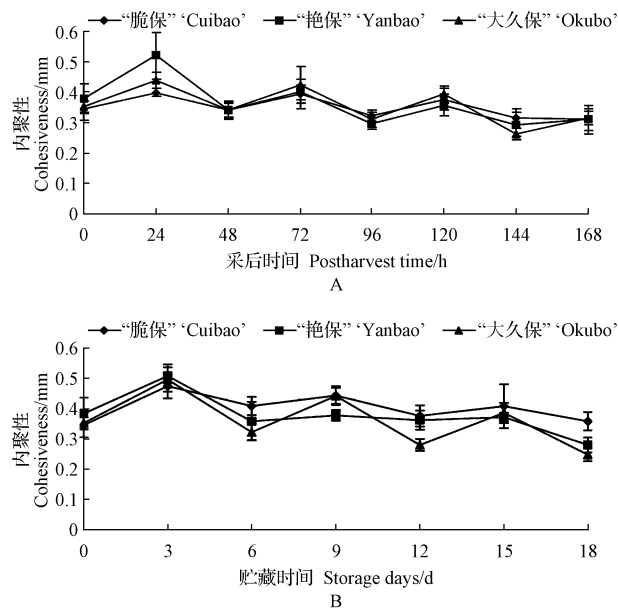 “脆保” ‘Cuibao’ “艳保” ‘Yanbao’ “大久保” ‘Okubo’
0.6
0.5
0.4
0.3
0.2
0.1
0
内聚性
Cohesiveness/mm
0 24 48 72 96 120 144 168
采后时间 Postharvest time/h
A
“脆保” ‘Cuibao’ “艳保” ‘Yanbao’ “大久保” ‘Okubo’
0.6
0.5
0.4
0.3
0.2
0.1
0
内聚性
Cohesiveness/mm
0 3 6 9 12 15 18
贮藏时间 Storage days/d
B